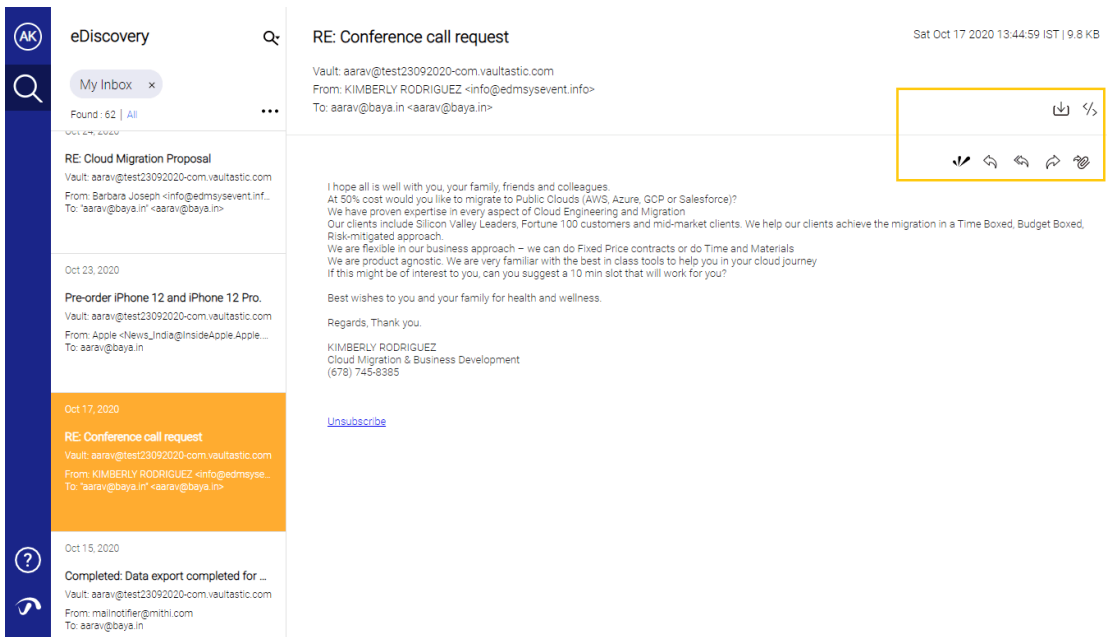 AK
eDiscovery
My Inbox ×
Found : 62 | All
Oct 24, 2020
RE: Cloud Migration Proposal
Vault: aarav@test23092020-com.vaultastic.com
From: Barbara Joseph <info@edmsysevent.inf...
To: "aarav@baya.in" <aarav@baya.in>
Oct 23, 2020
Pre-order iPhone 12 and iPhone 12 Pro.
Vault: aarav@test23092020-com.vaultastic.com
From: Apple <News_India@InsideApple.Apple....
To: aarav@baya.in
Oct 17, 2020
RE: Conference call request
Vault: aarav@test23092020-com.vaultastic.com
From: KIMBERLY RODRIGUEZ <info@edmsyse...
To: "aarav@baya.in" <aarav@baya.in>
Oct 15, 2020
Completed: Data export completed for ...
Vault: aarav@test23092020-com.vaultastic.com
From: mailnotifier@mithi.com
To: aarav@baya.in
RE: Conference call request
Sat Oct 17 2020 13:44:59 IST | 9.8 KB
Vault: aarav@test23092020-com.vaultastic.com
From: KIMBERLY RODRIGUEZ <info@edmsysevent.info>
To: aarav@baya.in <aarav@baya.in>
I hope all is well with you, your family, friends and colleagues.
At 50% cost would you like to migrate to Public Clouds (AWS, Azure, GCP or Salesforce)?
We have proven expertise in every aspect of Cloud Engineering and Migration
Our clients include Silicon Valley Leaders, Fortune 100 customers and mid-market clients. We help our clients achieve the migration in a Time Boxed, Budget Boxed,
Risk-mitigated approach.
We are flexible in our business approach – we can do Fixed Price contracts or do Time and Materials
We are product agnostic. We are very familiar with the best in class tools to help you in your cloud journey
If this might be of interest to you, can you suggest a 10 min slot that will work for you?
Best wishes to you and your family for health and wellness.
Regards, Thank you.
KIMBERLY RODRIGUEZ
Cloud Migration & Business Development
(678) 745-8385
Unsubscribe